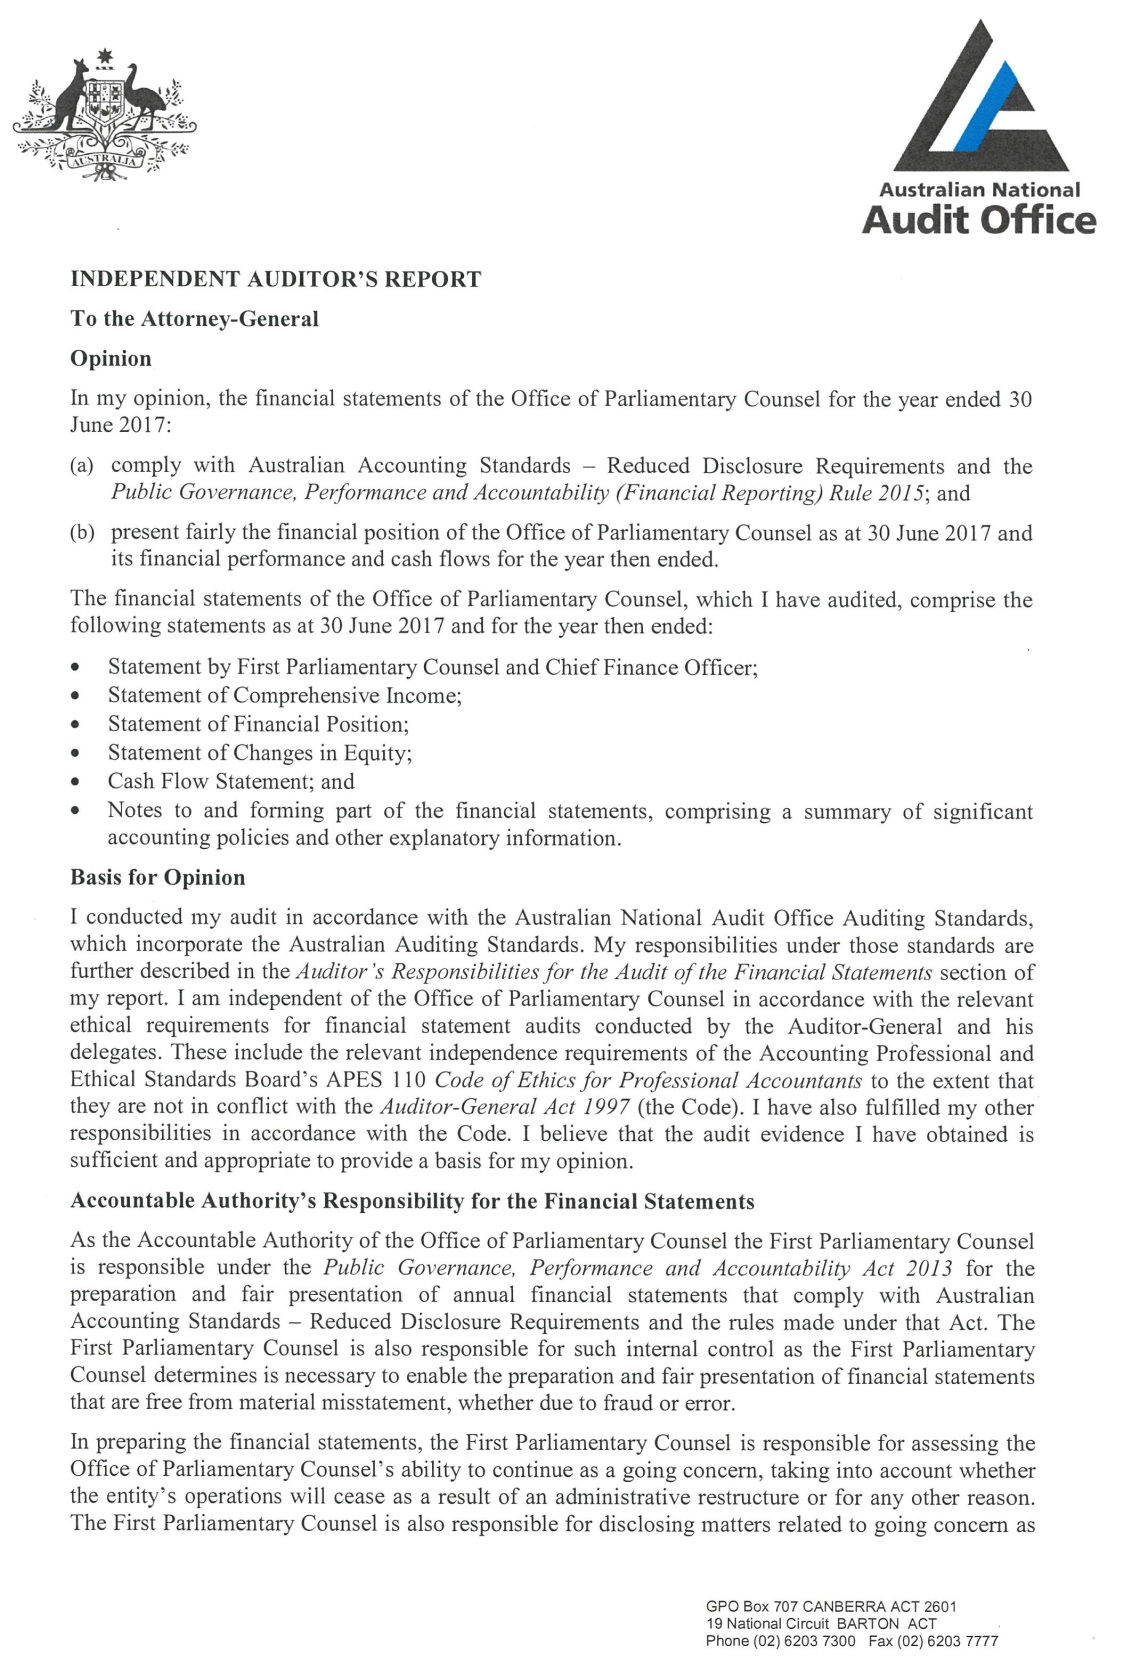 AUSTRALIA
Australian National
Audit Office
INDEPENDENT AUDITOR'S REPORT
To the Attorney-General
Opinion
In my opinion, the financial statements of the Office of Parliamentary Counsel for the year ended 30
June 2017:
(a) comply with Australian Accounting Standards – Reduced Disclosure Requirements and the
Public Governance, Performance and Accountability (Financial Reporting) Rule 2015; and
(b) present fairly the financial position of the Office of Parliamentary Counsel as at 30 June 2017 and
its financial performance and cash flows for the year then ended.
The financial statements of the Office of Parliamentary Counsel, which I have audited, comprise the
following statements as at 30 June 2017 and for the year then ended:
• Statement by First Parliamentary Counsel and Chief Finance Officer;
• Statement of Comprehensive Income;
• Statement of Financial Position;
• Statement of Changes in Equity;
• Cash Flow Statement; and
• Notes to and forming part of the financial statements, comprising a summary of significant
accounting policies and other explanatory information.
Basis for Opinion
I conducted my audit in accordance with the Australian National Audit Office Auditing Standards,
which incorporate the Australian Auditing Standards. My responsibilities under those standards are
further described in the Auditor's Responsibilities for the Audit of the Financial Statements section of
my report. I am independent of the Office of Parliamentary Counsel in accordance with the relevant
ethical requirements for financial statement audits conducted by the Auditor-General and his
delegates. These include the relevant independence requirements of the Accounting Professional and
Ethical Standards Board's APES 110 Code of Ethics for Professional Accountants to the extent that
they are not in conflict with the Auditor-General Act 1997 (the Code). I have also fulfilled my other
responsibilities in accordance with the Code. I believe that the audit evidence I have obtained is
sufficient and appropriate to provide a basis for my opinion.
Accountable Authority's Responsibility for the Financial Statements
As the Accountable Authority of the Office of Parliamentary Counsel the First Parliamentary Counsel
is responsible under the Public Governance, Performance and Accountability Act 2013 for the
preparation and fair presentation of annual financial statements that comply with Australian
Accounting Standards – Reduced Disclosure Requirements and the rules made under that Act. The
First Parliamentary Counsel is also responsible for such internal control as the First Parliamentary
Counsel determines is necessary to enable the preparation and fair presentation of financial statements
that are free from material misstatement, whether due to fraud or error.
In preparing the financial statements, the First Parliamentary Counsel is responsible for assessing the
Office of Parliamentary Counsel's ability to continue as a going concern, taking into account whether
the entity's operations will cease as a result of an administrative restructure or for any other reason.
The First Parliamentary Counsel is also responsible for disclosing matters related to going concern as
GPO Box 707 CANBERRA ACT 2601
19 National Circuit BARTON ACT
Phone (02) 6203 7300 Fax (02) 6203 7777